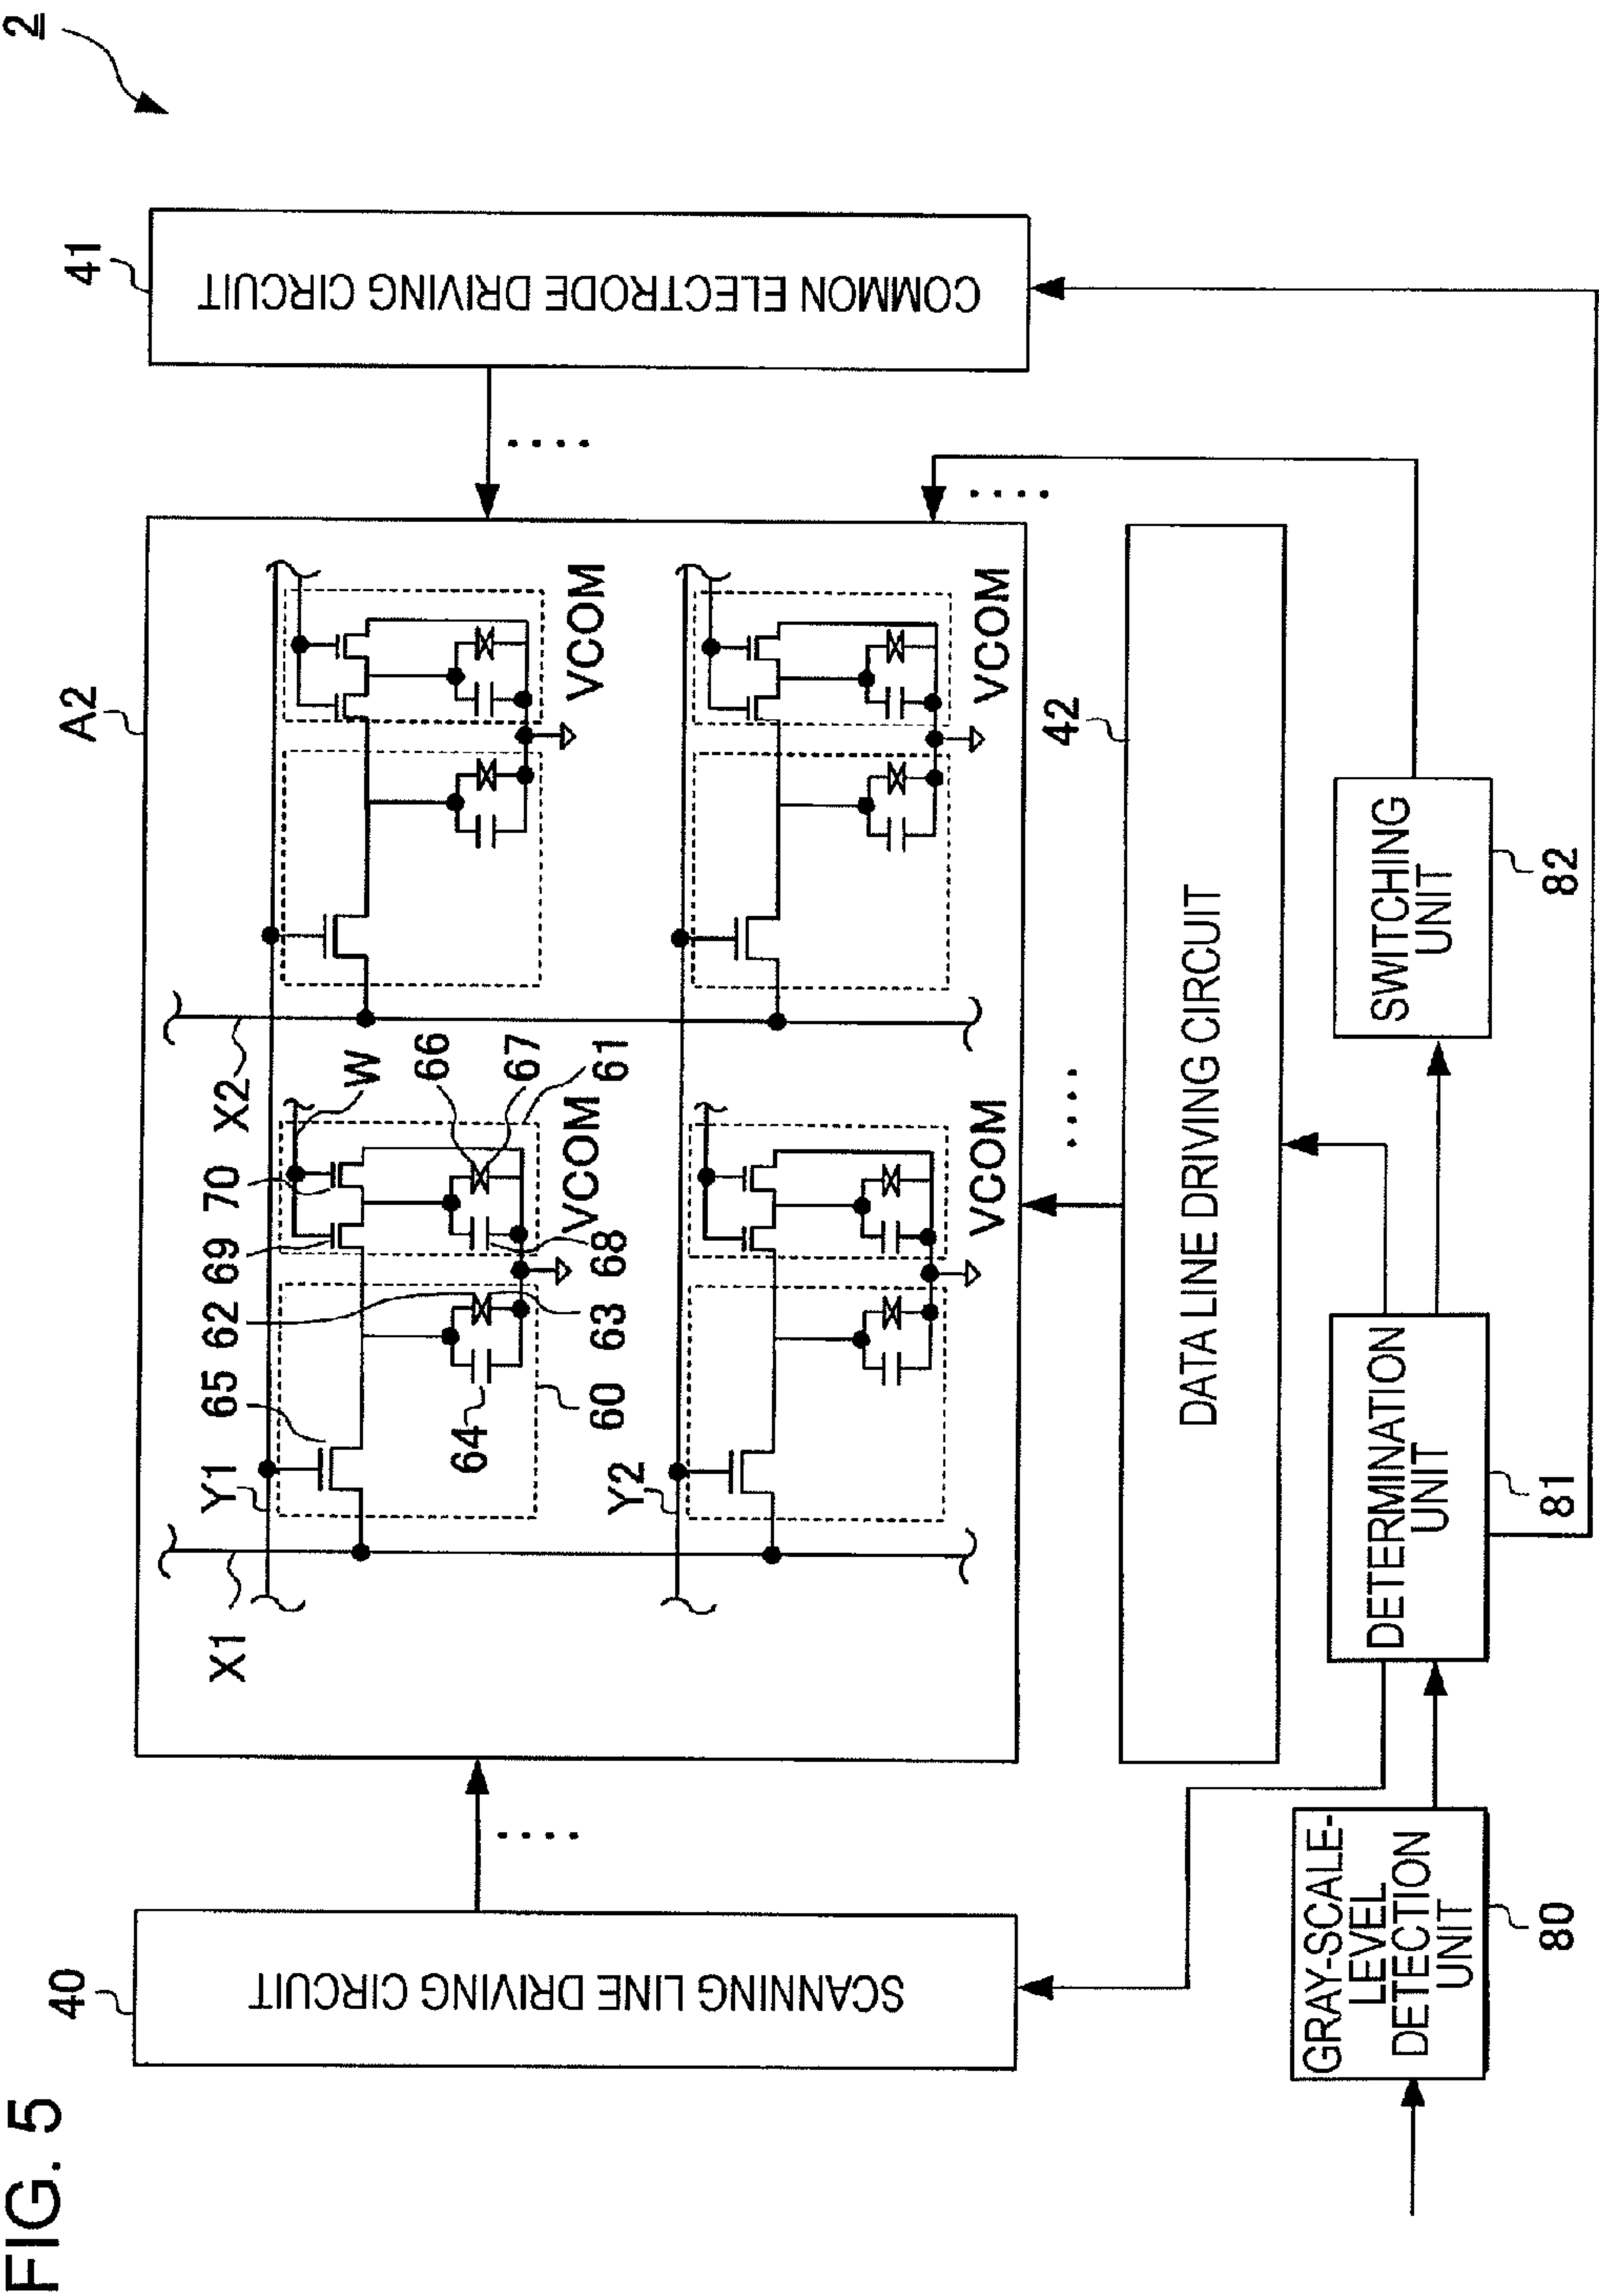 FIG. 5
2
40
SCANNING LINE DRIVING CIRCUIT
A2
41
COMMON ELECTRODE DRIVING CIRCUIT
X1
Y1
65
62
69
70
X2
W
66
67
61
64
60
63
68
VCOM
VCOM
Y2
VCOM
VCOM
42
DATA LINE DRIVING CIRCUIT
GRAY-SCALE-
LEVEL
DETECTION
UNIT
80
DETERMINATION
UNIT
81
SWITCHING
UNIT
82